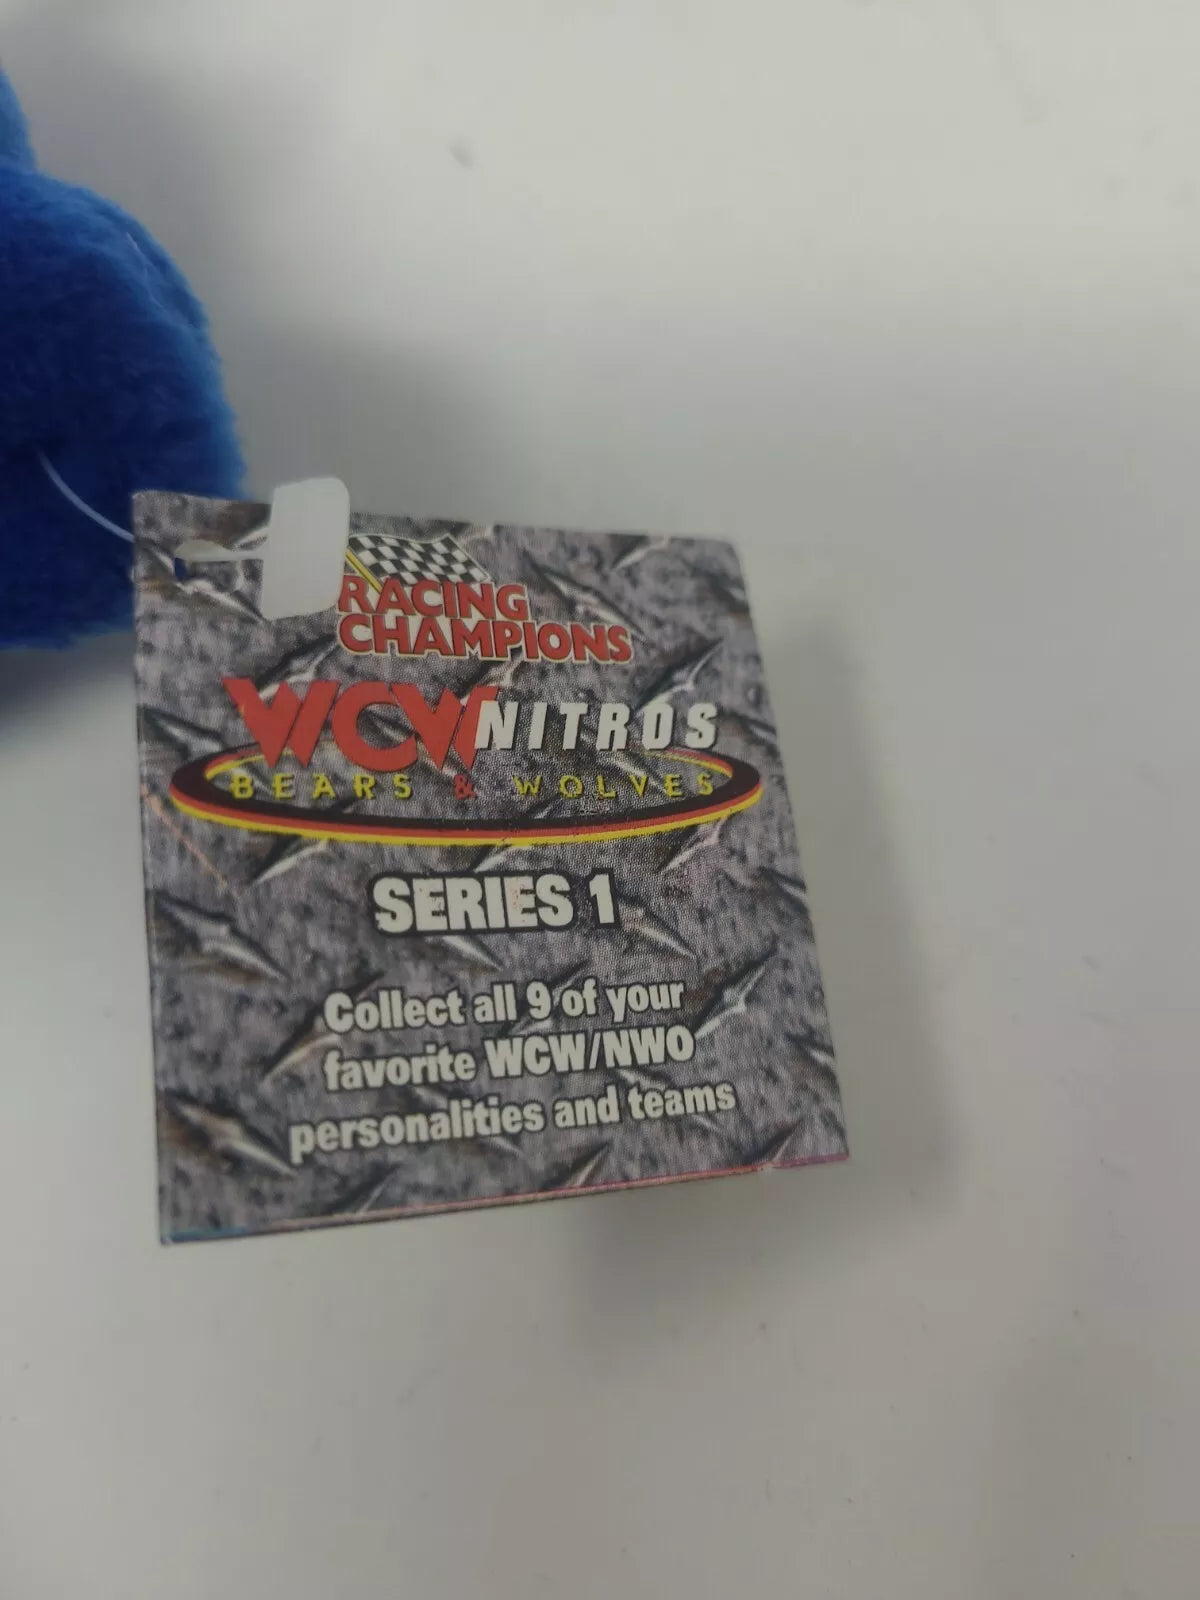 RACING
CHAMPIONS
WCW NITROS
BEARS & WOLVES
SERIES 1
Collect all 9 of your
favorite WCW/NWO
personalities and teams